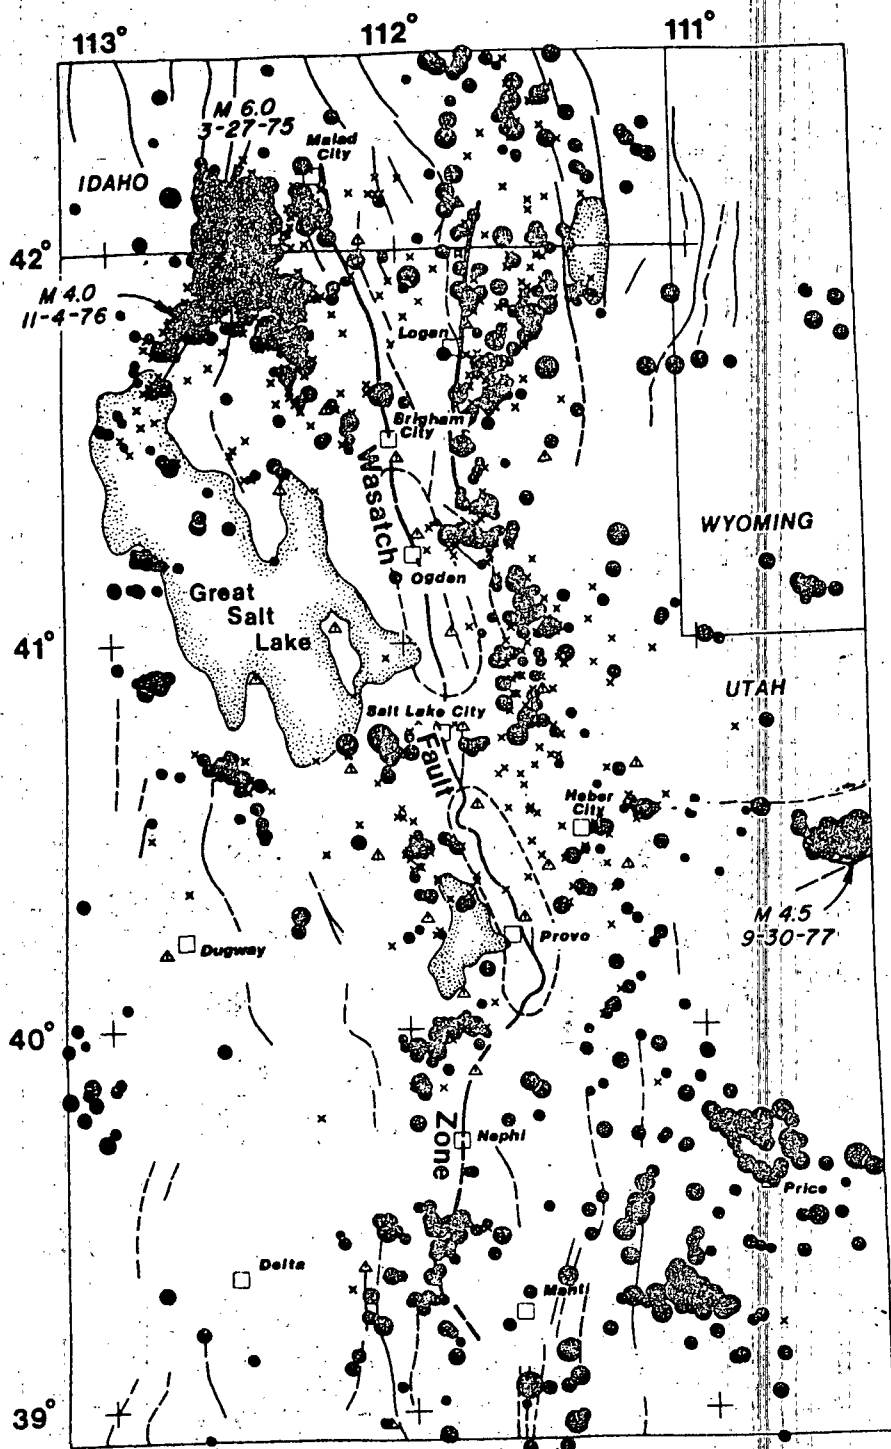 113°
112°
111°
M 6.0
3-27-75
Malad
City
IDAHO
42°
M 4.0
11-4-76
Logan
Brigham
City
Wasatch
WYOMING
Ogden
Great
Salt
Lake
41°
UTAH
Salt Lake City
Fault
Heber
City
M 4.5
9-30-77
Provo
Dugway
40°
Zone
Nephi
Price
Delta
Manti
39°